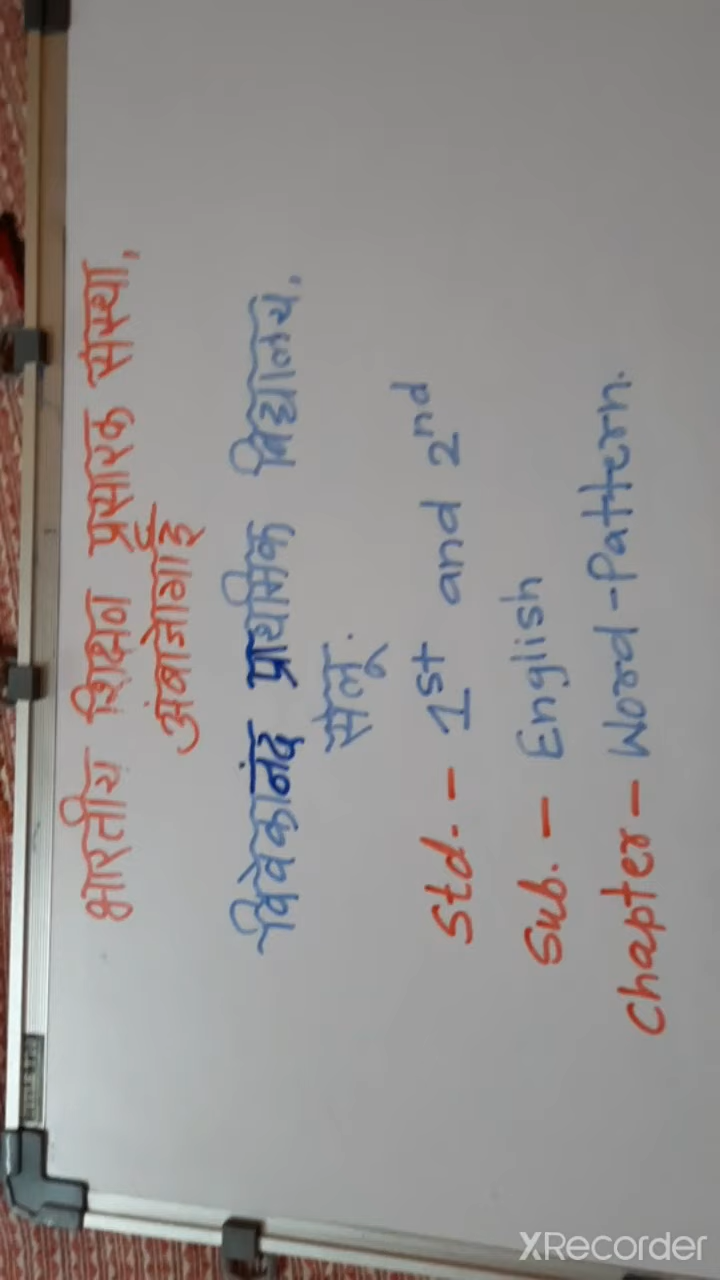 भारतीय शिक्षण प्रसारक संस्था,
अंबाजोगाई
विवेकानंद प्राथमिक विद्यालय.
सेलू.
Std. - 1st and 2nd
Sub. - English
Chapter - Word-Pattern.
XRecorder